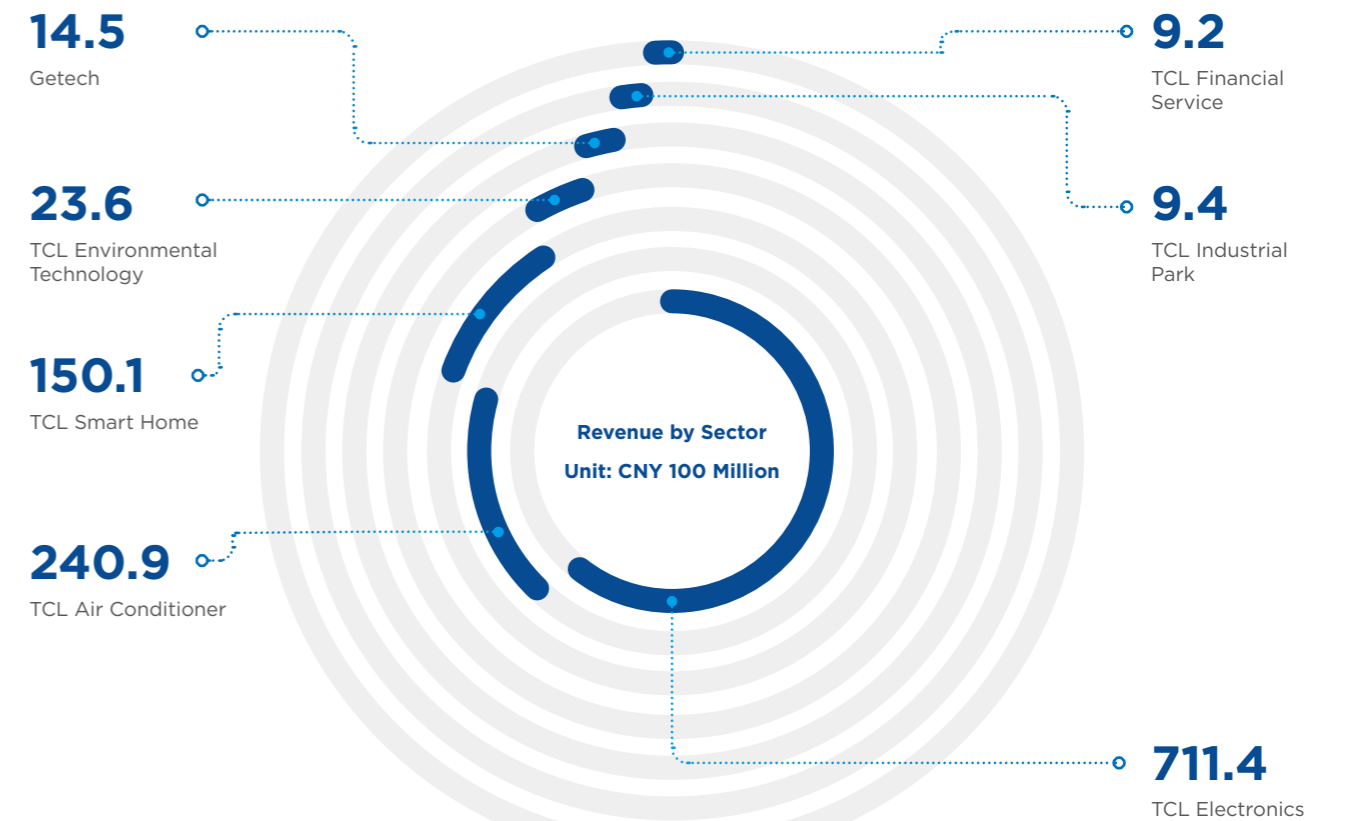 14.5
Getech
23.6
TCL Environmental
Technology
150.1
TCL Smart Home
240.9
TCL Air Conditioner
Revenue by Sector
Unit: CNY 100 Million
9.2
TCL Financial
Service
9.4
TCL Industrial
Park
711.4
TCL Electronics